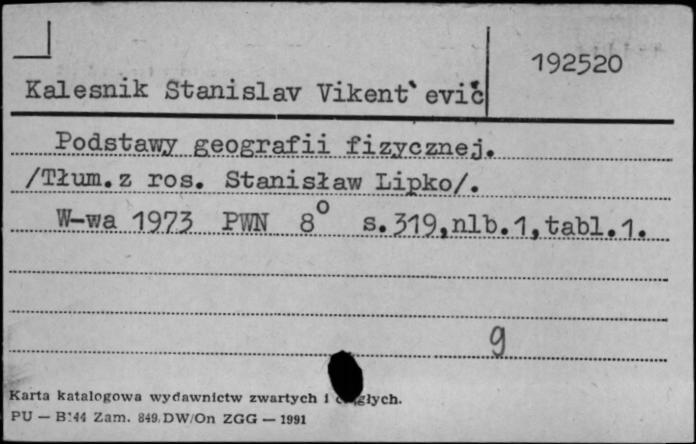 192520
Kalesnik Stanislav Vikent`evič
Podstawy geografii fizycznej.
/Tłum.z ros. Stanisław Lipko/.
W-wa 1973 PWN 8° s.319,nlb.1,tabl.1.
g
Karta katalogowa wydawnictw zwartych i ciągłych.
PU — B·44 Zam. 849.DW/On ZGG — 1991